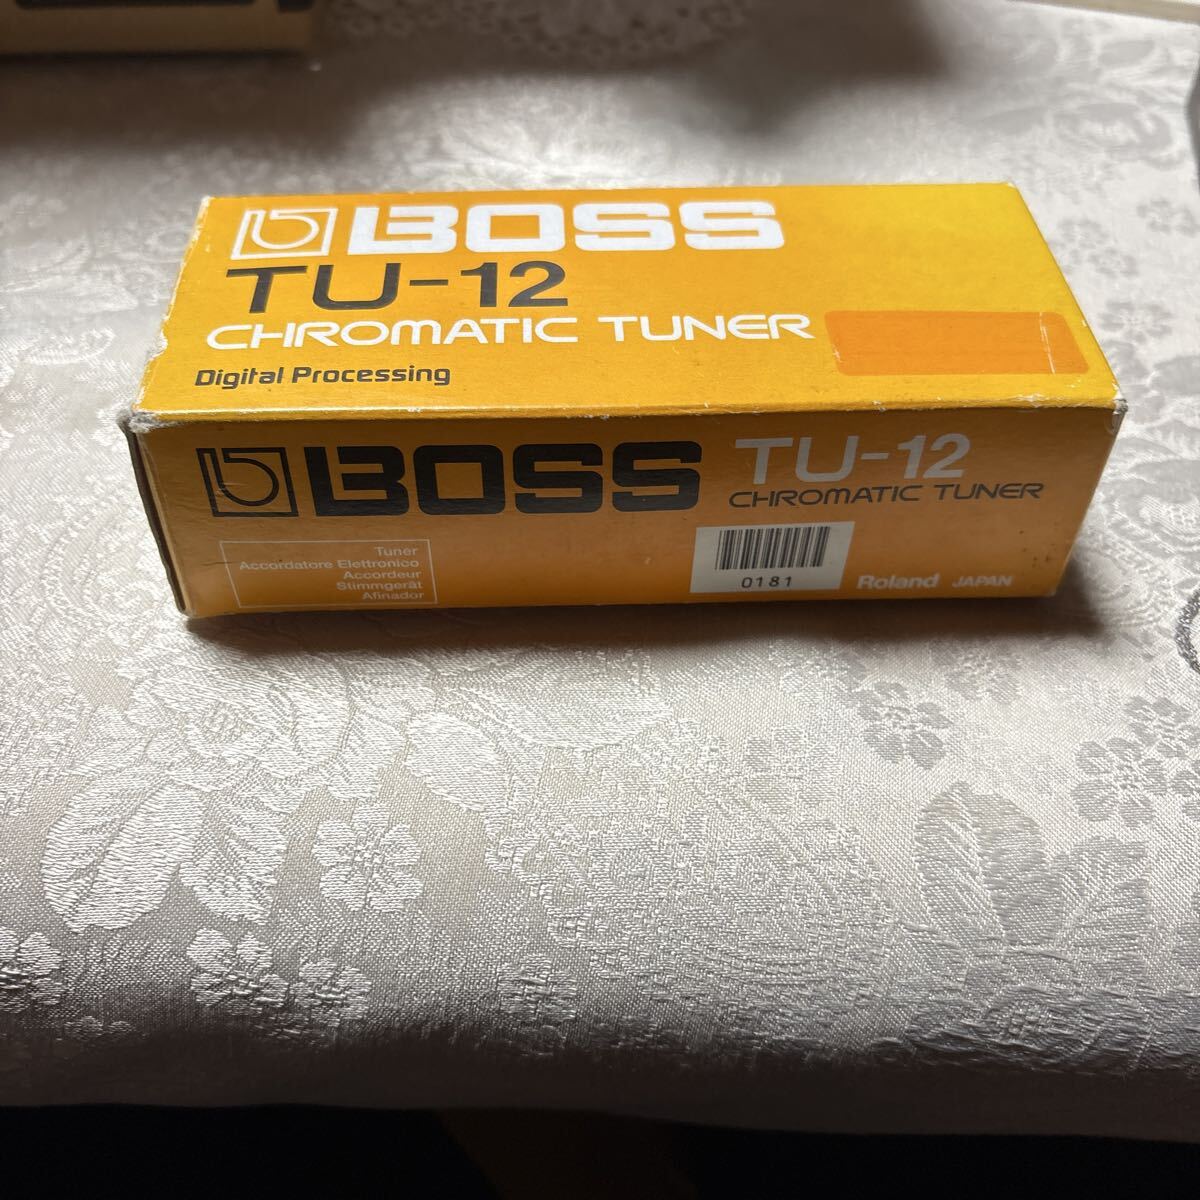 BOSS
TU-12
CHROMATIC TUNER
Digital Processing
BOSS TU-12
CHROMATIC TUNER
Tuner
Accordatore Elettronico
Accordeur
Stimmgerät
Afinador
0181
Roland JAPAN